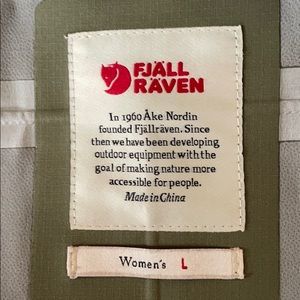 FJÄLL
RÄVEN
In 1960 Åke Nordin
founded Fjällräven. Since
then we have been developing
outdoor equipment with the
goal of making nature more
accessible for people.
Made in China
Women's L